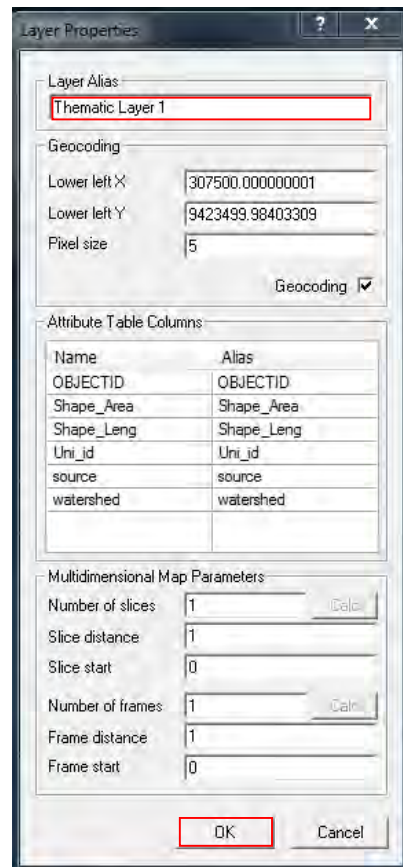 Layer Properties ? x
Layer Alias
Thematic Layer 1
Geocoding
Lower left X 307500.000000001
Lower left Y 9423499.98403309
Pixel size 5
Geocoding
Attribute Table Columns
Name Alias
OBJECTID OBJECTID
Shape_Area Shape_Area
Shape_Leng Shape_Leng
Uni_id Uni_id
source source
watershed watershed
Multidimensional Map Parameters
Number of slices 1 Calc.
Slice distance 1
Slice start 0
Number of frames 1 Calc.
Frame distance 1
Frame start 0
OK Cancel